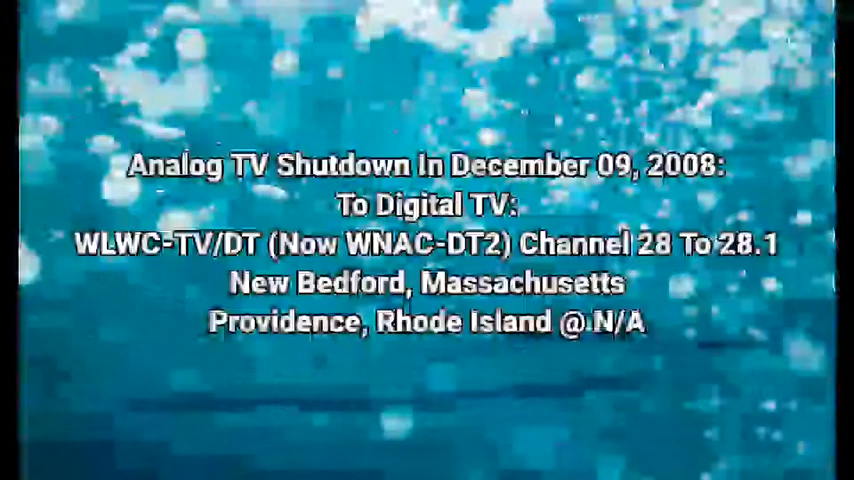 Analog TV Shutdown In December 09, 2008:
To Digital TV:
WLWC-TV/DT (Now WNAC-DT2) Channel 28 To 28.1
New Bedford, Massachusetts
Providence, Rhode Island @ N/A